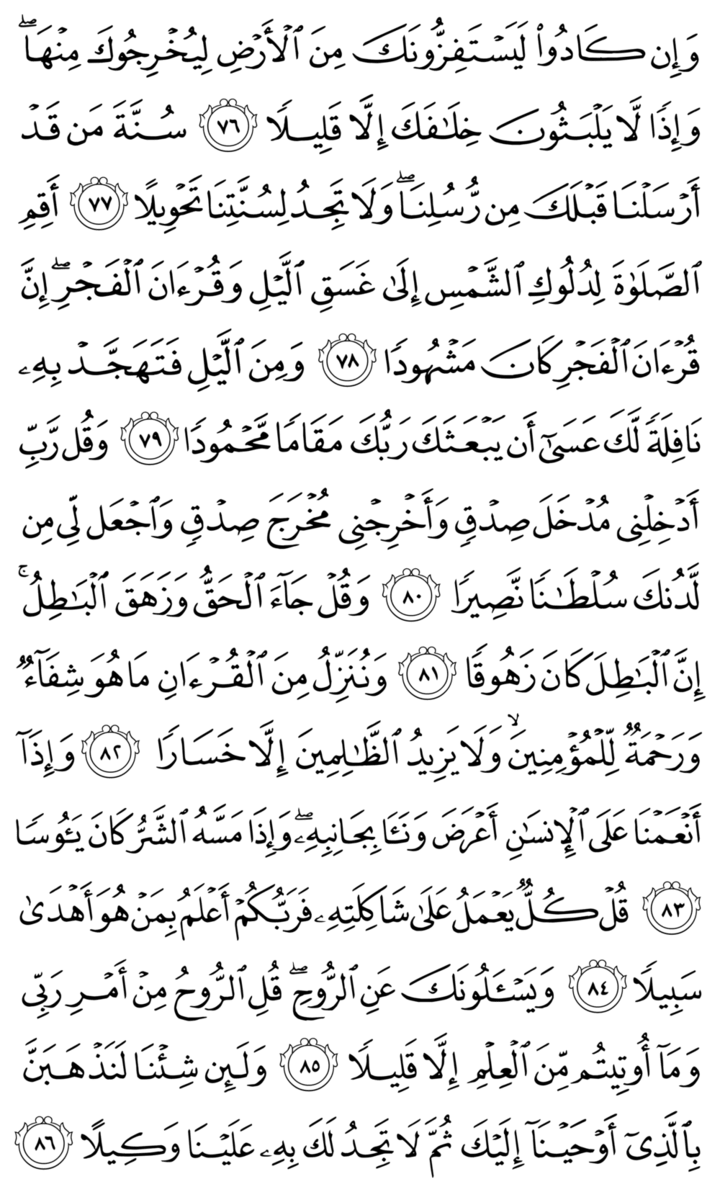 وَإِن كَادُوا۟ لَيَسْتَفِزُّونَكَ مِنَ ٱلْأَرْضِ لِيُخْرِجُوكَ مِنْهَا ۖ
وَإِذًا لَّا يَلْبَثُونَ خِلَـٰفَكَ إِلَّا قَلِيلًا ٧٦ سُنَّةَ مَن قَدْ
أَرْسَلْنَا قَبْلَكَ مِن رُّسُلِنَا ۖ وَلَا تَجِدُ لِسُنَّتِنَا تَحْوِيلًا ٧٧ أَقِمِ
ٱلصَّلَوٰةَ لِدُلُوكِ ٱلشَّمْسِ إِلَىٰ غَسَقِ ٱلَّيْلِ وَقُرْءَانَ ٱلْفَجْرِ ۖ إِنَّ
قُرْءَانَ ٱلْفَجْرِ كَانَ مَشْهُودًا ٧٨ وَمِنَ ٱلَّيْلِ فَتَهَجَّدْ بِهِۦ
نَافِلَةً لَّكَ عَسَىٰٓ أَن يَبْعَثَكَ رَبُّكَ مَقَامًا مَّحْمُودًا ٧٩ وَقُل رَّبِّ
أَدْخِلْنِى مُدْخَلَ صِدْقٍ وَأَخْرِجْنِى مُخْرَجَ صِدْقٍ وَٱجْعَل لِّى مِن
لَّدُنكَ سُلْطَـٰنًا نَّصِيرًا ٨٠ وَقُلْ جَآءَ ٱلْحَقُّ وَزَهَقَ ٱلْبَـٰطِلُ ۚ
إِنَّ ٱلْبَـٰطِلَ كَانَ زَهُوقًا ٨١ وَنُنَزِّلُ مِنَ ٱلْقُرْءَانِ مَا هُوَ شِفَآءٌ
وَرَحْمَةٌ لِّلْمُؤْمِنِينَ ۙ وَلَا يَزِيدُ ٱلظَّـٰلِمِينَ إِلَّا خَسَارًا ٨٢ وَإِذَآ
أَنْعَمْنَا عَلَى ٱلْإِنسَـٰنِ أَعْرَضَ وَنَـَٔا بِجَانِبِهِۦ ۖ وَإِذَا مَسَّهُ ٱلشَّرُّ كَانَ يَـُٔوسًا
٨٣ قُلْ كُلٌّ يَعْمَلُ عَلَىٰ شَاكِلَتِهِۦ فَرَبُّكُمْ أَعْلَمُ بِمَنْ هُوَ أَهْدَىٰ
سَبِيلًا ٨٤ وَيَسْـَٔلُونَكَ عَنِ ٱلرُّوحِ ۖ قُلِ ٱلرُّوحُ مِنْ أَمْرِ رَبِّى
وَمَآ أُوتِيتُم مِّنَ ٱلْعِلْمِ إِلَّا قَلِيلًا ٨٥ وَلَئِن شِئْنَا لَنَذْهَبَنَّ
بِٱلَّذِىٓ أَوْحَيْنَآ إِلَيْكَ ثُمَّ لَا تَجِدُ لَكَ بِهِۦ عَلَيْنَا وَكِيلًا ٨٦